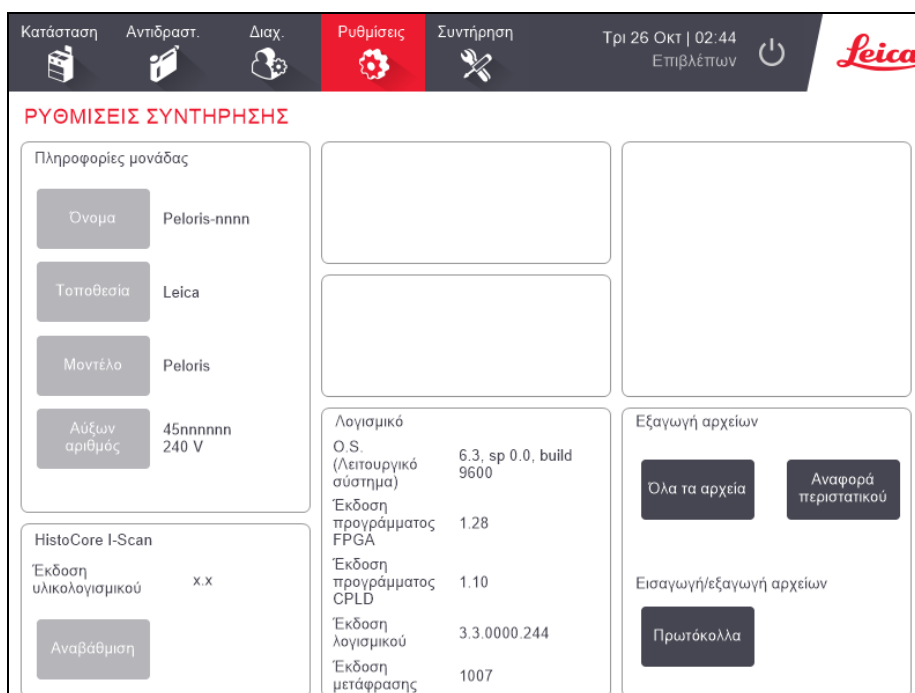 Κατάσταση
Αντιδραστ.
Διαχ.
Ρυθμίσεις
Συντήρηση
Τρι 26 Οκτ | 02:44
Επιβλέπων
Leica
ΡΥΘΜΙΣΕΙΣ ΣΥΝΤΗΡΗΣΗΣ
Πληροφορίες μονάδας
Όνομα
Peloris-nnnn
Τοποθεσία
Leica
Μοντέλο
Peloris
Αύξων
αριθμός
45nnnnnn
240 V
HistoCore I-Scan
Έκδοση
υλικολογισμικού
x.x
Αναβάθμιση
Λογισμικό
O.S.
(Λειτουργικό
σύστημα)
6.3, sp 0.0, build
9600
Έκδοση
προγράμματος
FPGA
1.28
Έκδοση
προγράμματος
CPLD
1.10
Έκδοση
λογισμικού
3.3.0000.244
Έκδοση
μετάφρασης
1007
Εξαγωγή αρχείων
Όλα τα αρχεία
Αναφορά
περιστατικού
Εισαγωγή/εξαγωγή αρχείων
Πρωτόκολλα